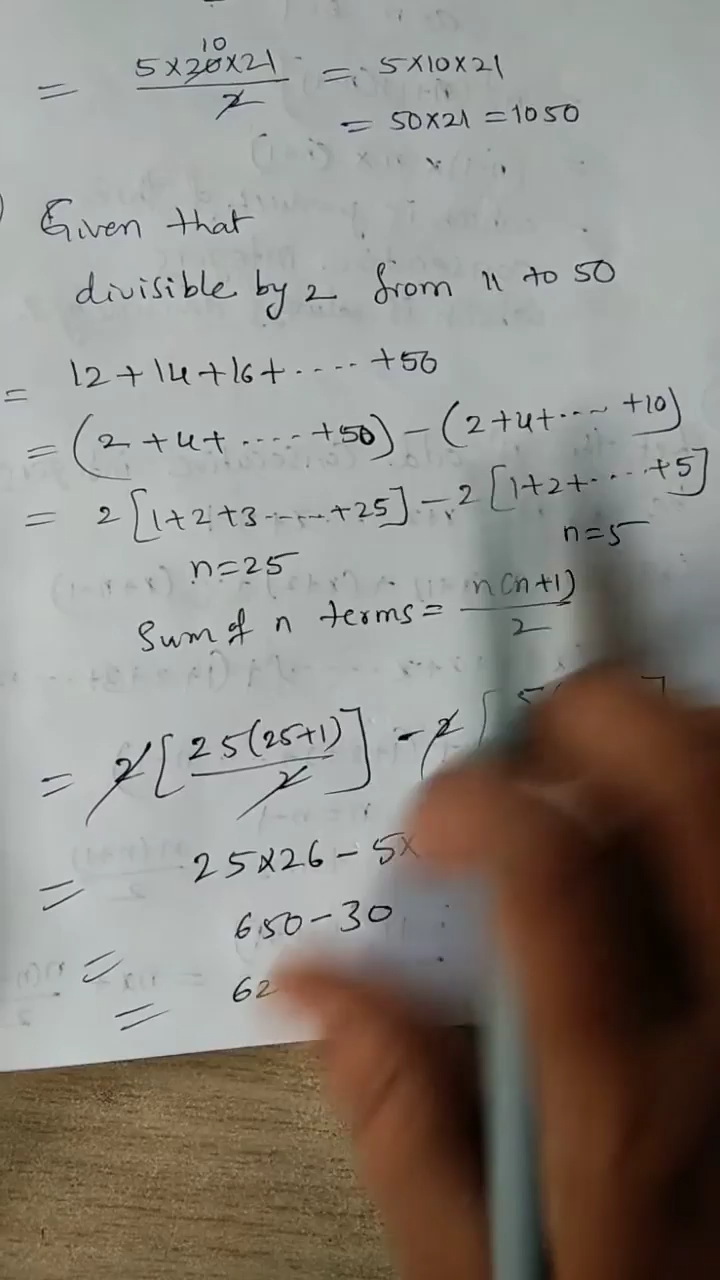 = 5×20×21 / 2 10 = 5×10×21
= 50×21 = 1050
Given that
divisible by 2 from 11 to 50
= 12+14+16+.....+50
= (2+4+.....+50)-(2+4+....+10)
= 2[1+2+3......+25]-2[1+2+....+5]
n=25 n=5
Sum of n terms = n(n+1) / 2
= 2[25(25+1) / 2] - 2[5(
= 25×26-5×
= 650-30
= 62